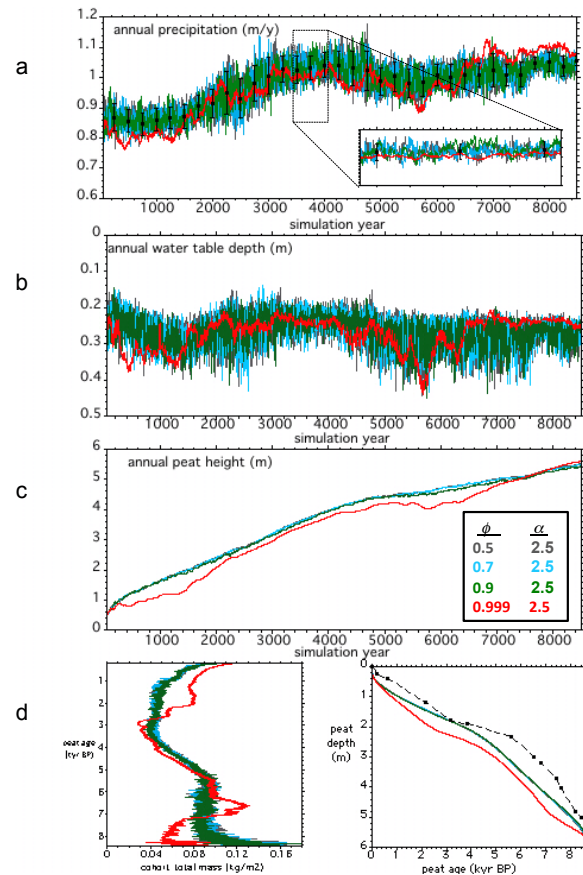 a
annual precipitation (m/y)
1.2
1.1
1.0
0.9
0.8
0.7
0.6
1000 2000 3000 4000 5000 6000 7000 8000
simulation year
b
annual water table depth (m)
0
0.1
0.2
0.3
0.4
0.5
1000 2000 3000 4000 5000 6000 7000 8000
simulation year
c
annual peat height (m)
6
5
4
3
2
1
0
0 1000 2000 3000 4000 5000 6000 7000 8000
simulation year
ϕ α
0.5 2.5
0.7 2.5
0.9 2.5
0.999 2.5
d
peat age
(kyr BP)
1
2
3
4
5
6
7
8
0 0.04 0.08 0.12 0.16
cohort total mass (kg/m2)
peat
depth
(m)
0
1
2
3
4
5
6
0 1 2 3 4 5 6 7 8
peat age (kyr BP)